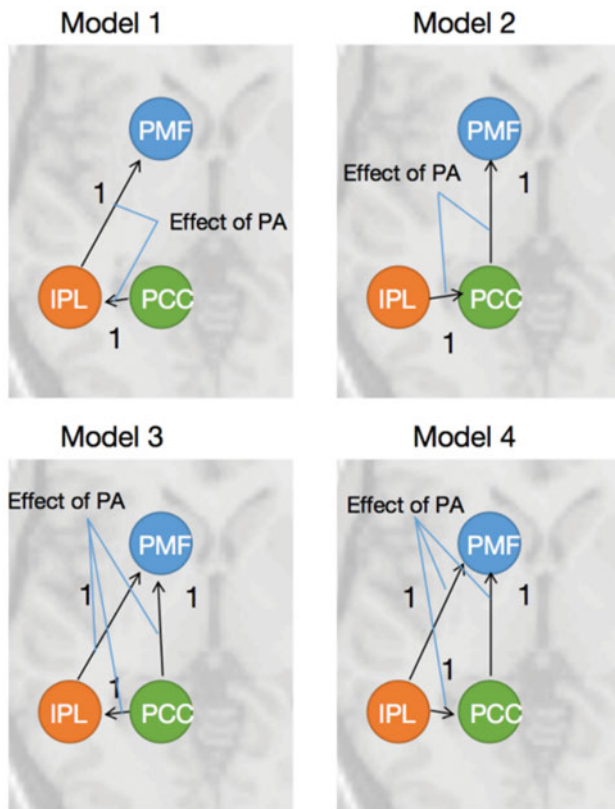 Model 1
PMF
1
Effect of PA
IPL
PCC
1
Model 2
PMF
Effect of PA
1
IPL
PCC
1
Model 3
Effect of PA
PMF
1
1
1
IPL
PCC
Model 4
Effect of PA
PMF
1
1
1
IPL
PCC